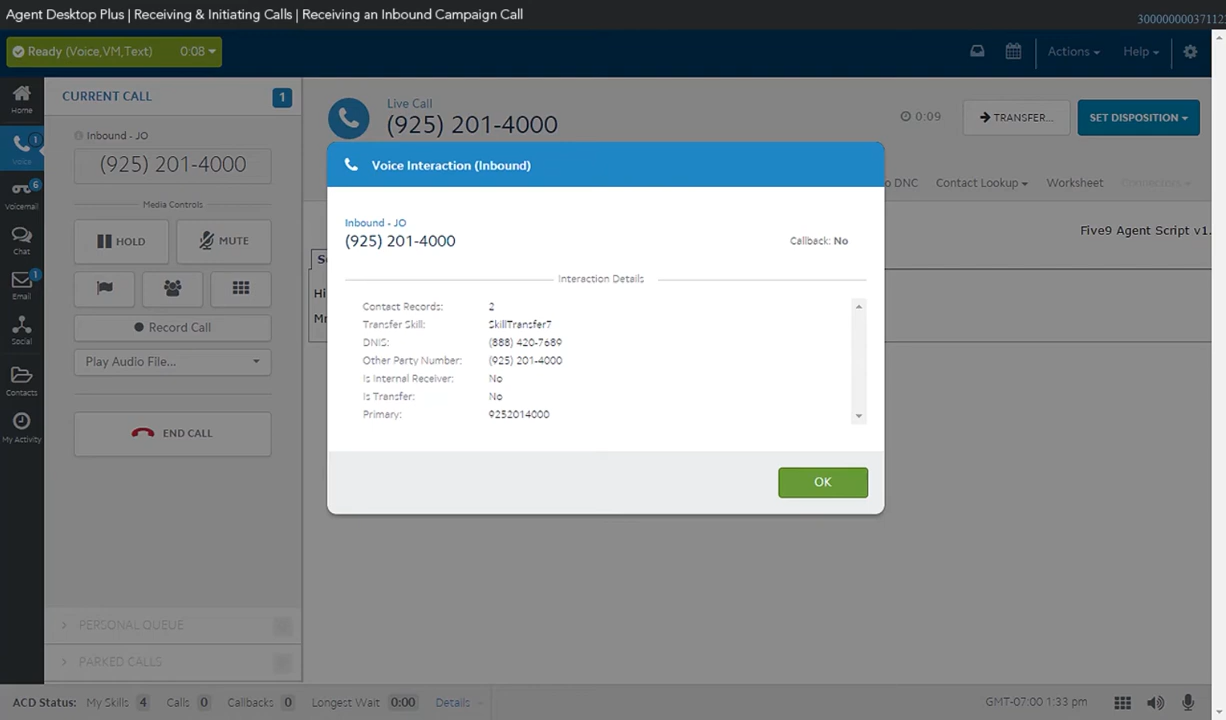 Agent Desktop Plus | Receiving & Initiating Calls | Receiving an Inbound Campaign Call
Ready (Voice,VM,Text) 0:08
Actions
Help
Home
1
Voice
6
Voicemail
Chat
1
Email
Social
Contacts
My Activity
CURRENT CALL 1
Inbound - JO
(925) 201-4000
Media Controls
HOLD
MUTE
Record Call
Play Audio File...
END CALL
PERSONAL QUEUE
PARKED CALLS
Live Call
(925) 201-4000
0:09
TRANSFER...
SET DISPOSITION
DNC
Contact Lookup
Worksheet
Connectors
Five9 Agent Script v1.
Hi
Voice Interaction (Inbound)
Inbound - JO
(925) 201-4000
Callback: No
Interaction Details
Contact Records: 2
Transfer Skill: SkillTransfer7
DNIS: (888) 420-7689
Other Party Number: (925) 201-4000
Is Internal Receiver: No
Is Transfer: No
Primary: 9252014000
OK
ACD Status: My Skills 4 Calls 0 Callbacks 0 Longest Wait 0:00 Details
GMT-07:00 1:33 pm